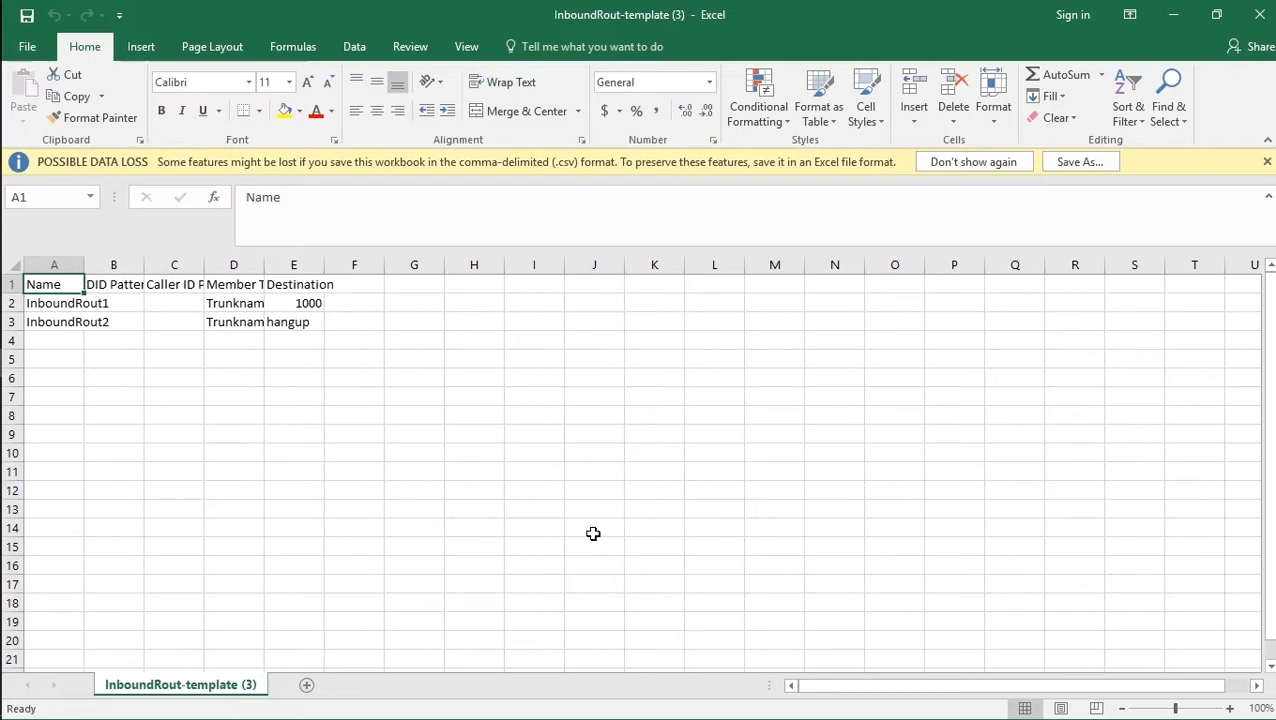 InboundRout-template (3) - Excel
Sign in
File Home Insert Page Layout Formulas Data Review View Tell me what you want to do Share
Paste Cut
Copy
Format Painter
Clipboard
Calibri 11 A A
B I U A
Font
Wrap Text
Merge & Center
Alignment
General
$ % ,
Number
Conditional Formatting
Format as Table
Cell Styles
Styles
Insert Delete Format
Cells
AutoSum
Fill
Clear
Sort & Filter
Find & Select
Editing
POSSIBLE DATA LOSS Some features might be lost if you save this workbook in the comma-delimited (.csv) format. To preserve these features, save it in an Excel file format. Don't show again Save As...
A1 fx Name
A B C D E F G H I J K L M N O P Q R S T U
1 Name DID Patter Caller ID P Member T Destination
2 InboundRout1 Trunknam 1000
3 InboundRout2 Trunknam hangup
4
5
6
7
8
9
10
11
12
13
14
15
16
17
18
19
20
21
InboundRout-template (3)
Ready 100%